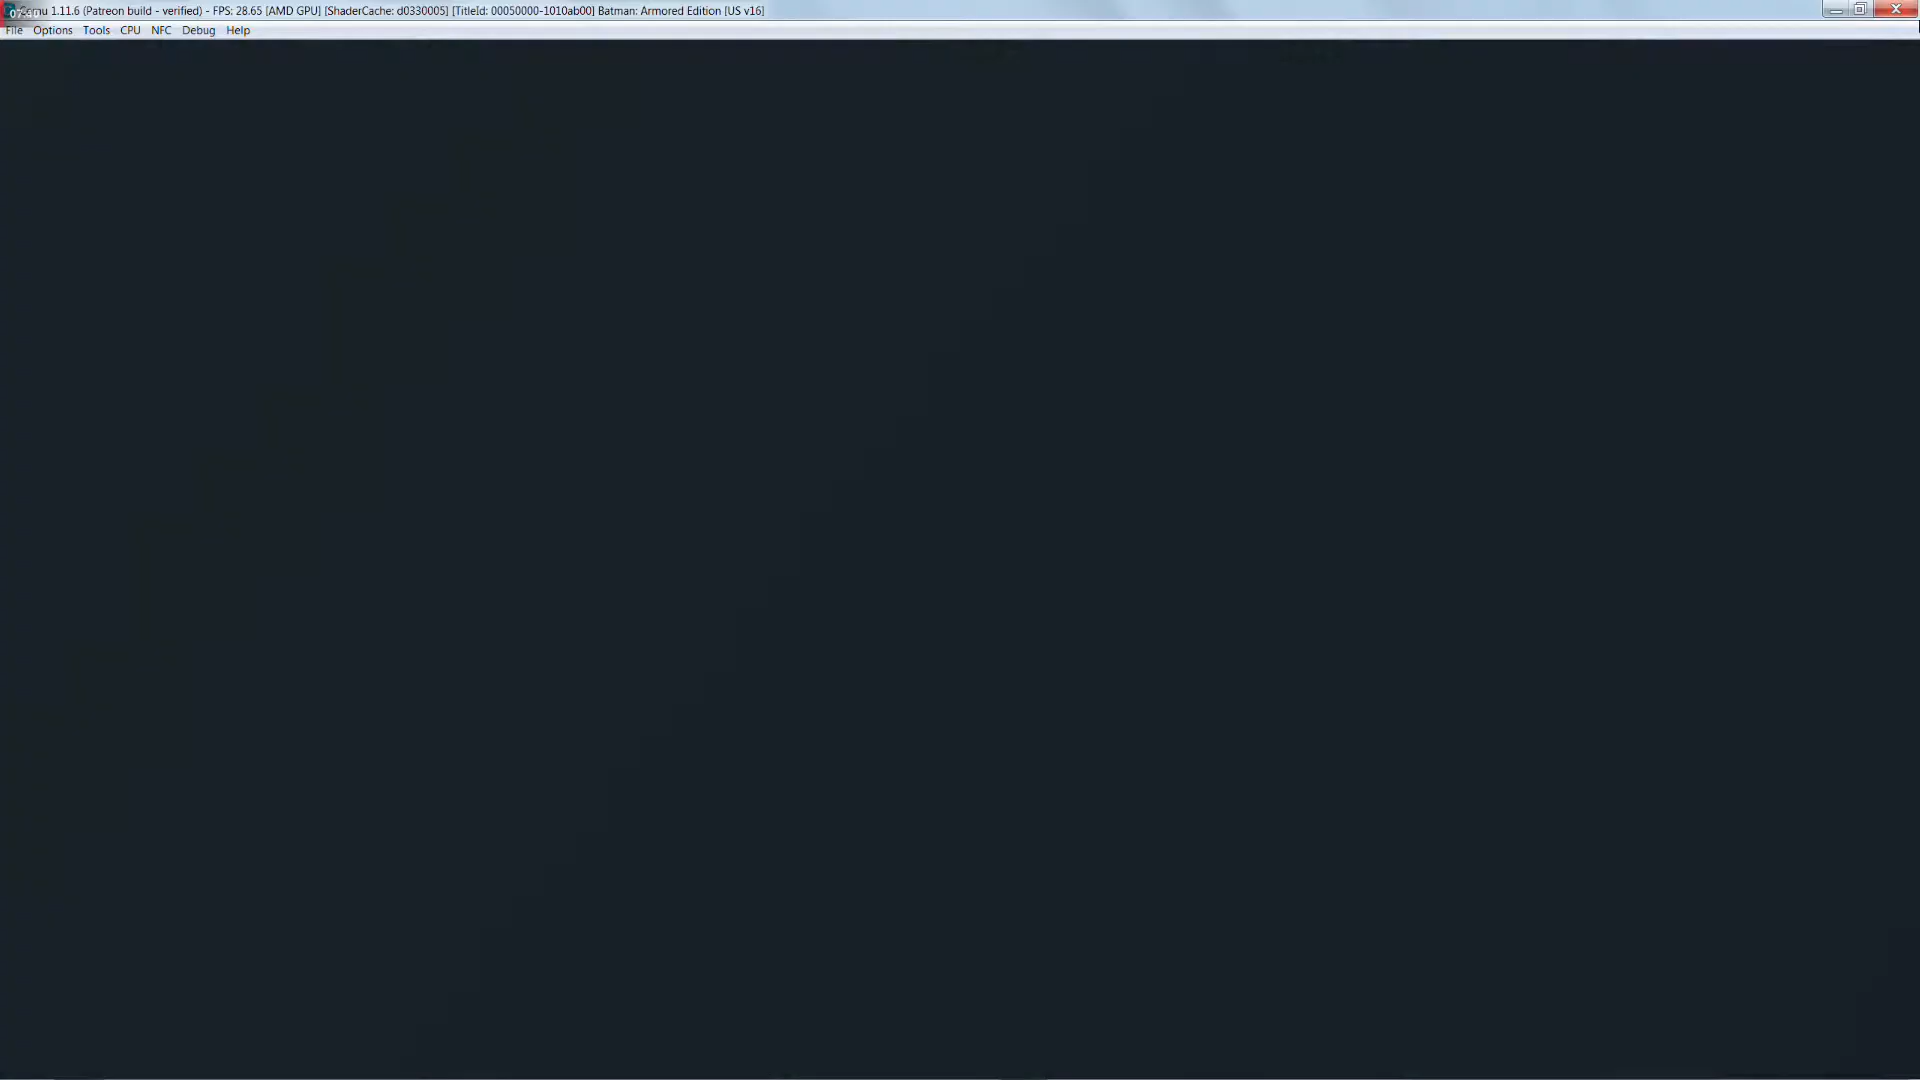 Cemu 1.11.6 (Patreon build - verified) - FPS: 28.65 [AMD GPU] [ShaderCache: d0330005] [TitleId: 00050000-1010ab00] Batman: Armored Edition [US v16]
File Options Tools CPU NFC Debug Help